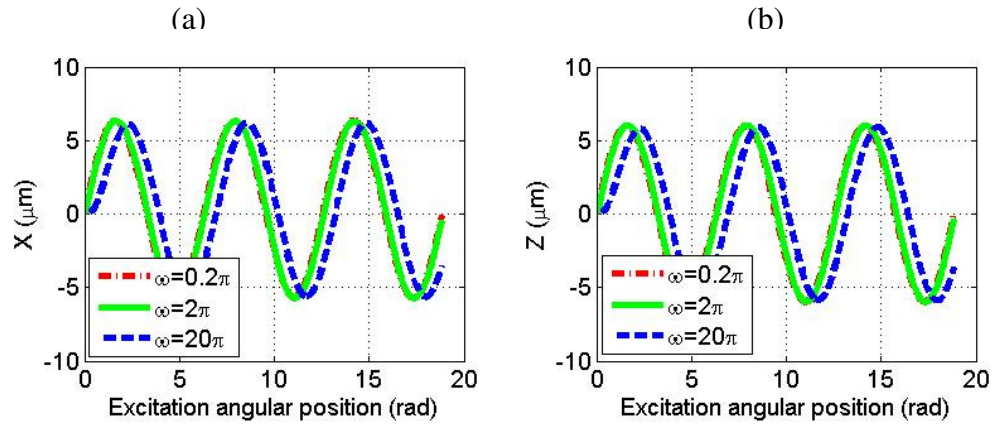 (a)
(b)
10
5
0
-5
-10
X (μm)
ω=0.2π
ω=2π
ω=20π
0
5
10
15
20
Excitation angular position (rad)
10
5
0
-5
-10
Z (μm)
ω=0.2π
ω=2π
ω=20π
0
5
10
15
20
Excitation angular position (rad)